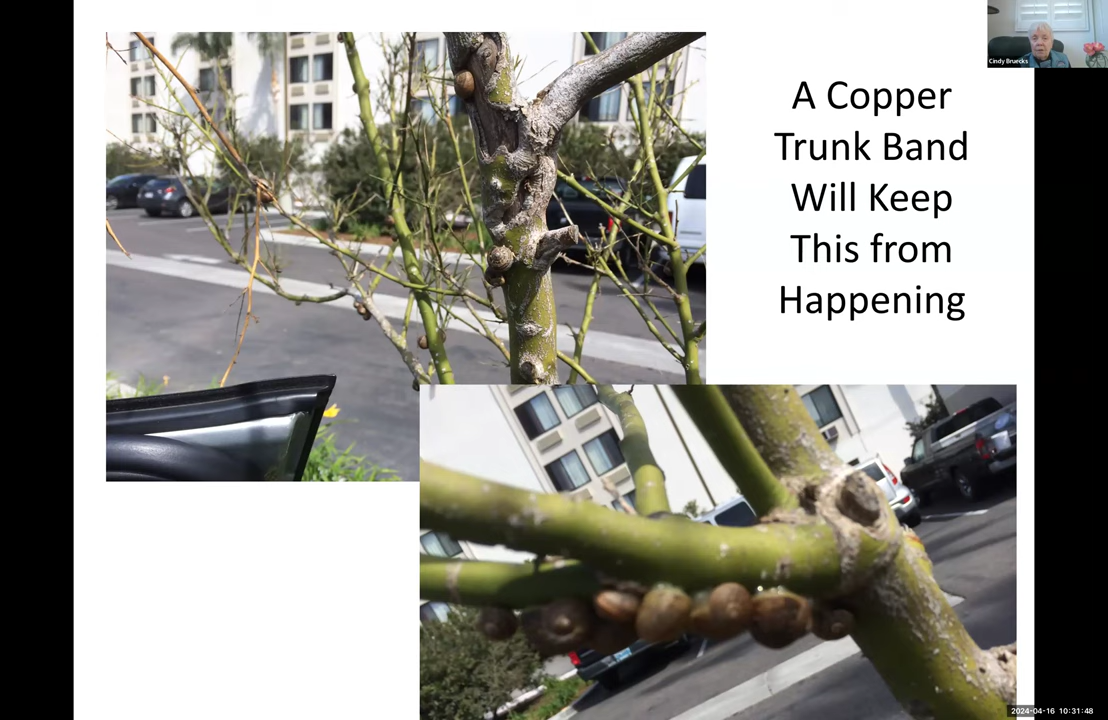 Cindy Bruecks
A Copper
Trunk Band
Will Keep
This from
Happening
2024-04-16 10:31:48